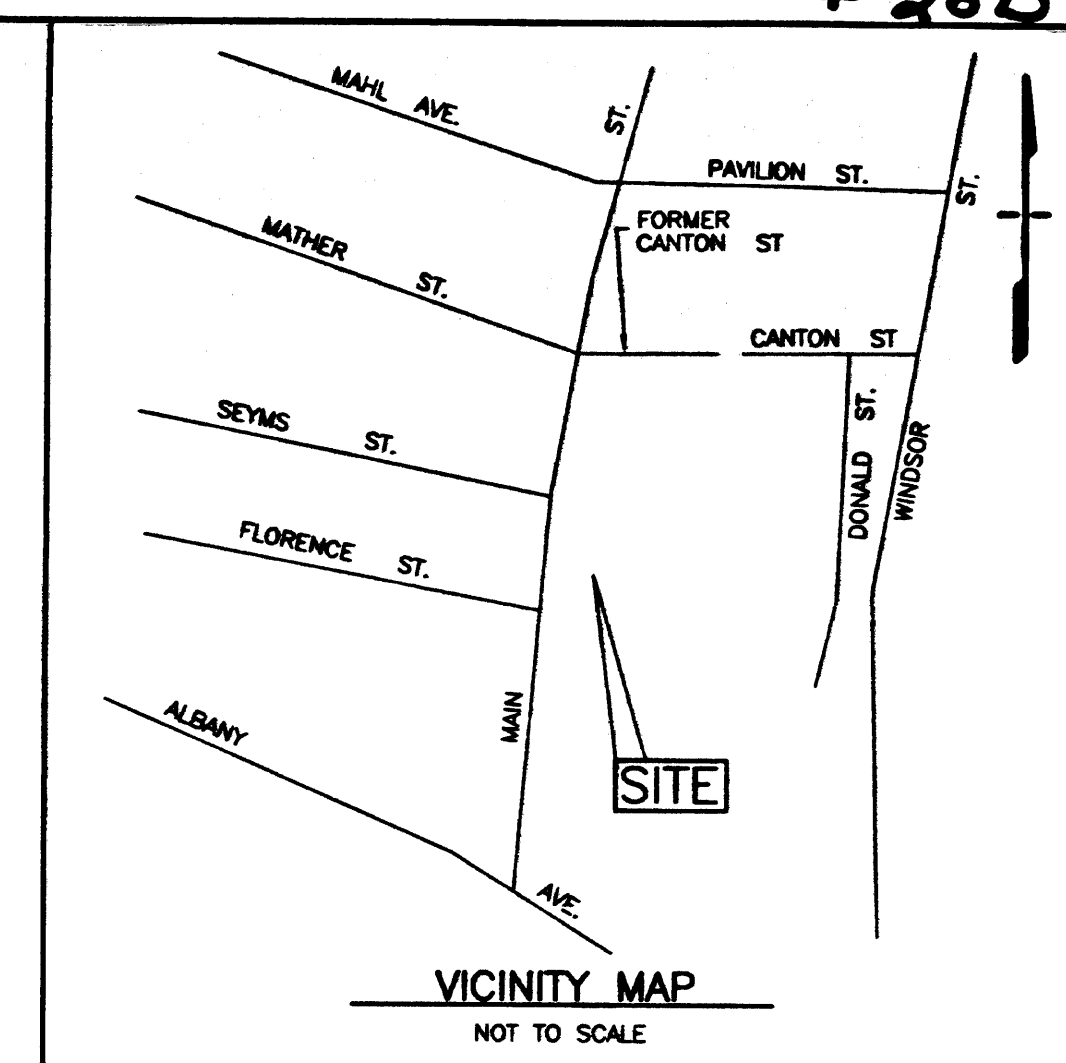 MAHL AVE.
ST.
PAVILION ST.
ST.
FORMER
CANTON ST
MATHER ST.
CANTON ST
SEYMS ST.
DONALD ST.
WINDSOR
FLORENCE ST.
MAIN
ALBANY
SITE
AVE.
VICINITY MAP
NOT TO SCALE